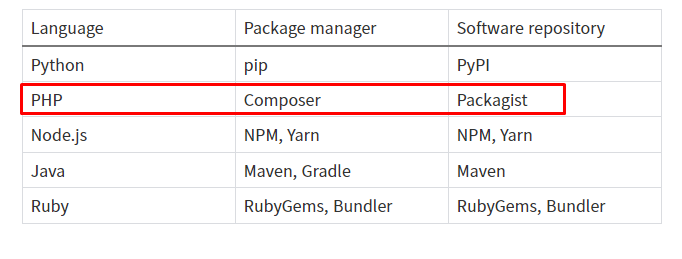 Language Package manager Software repository
Python pip PyPI
PHP Composer Packagist
Node.js NPM, Yarn NPM, Yarn
Java Maven, Gradle Maven
Ruby RubyGems, Bundler RubyGems, Bundler